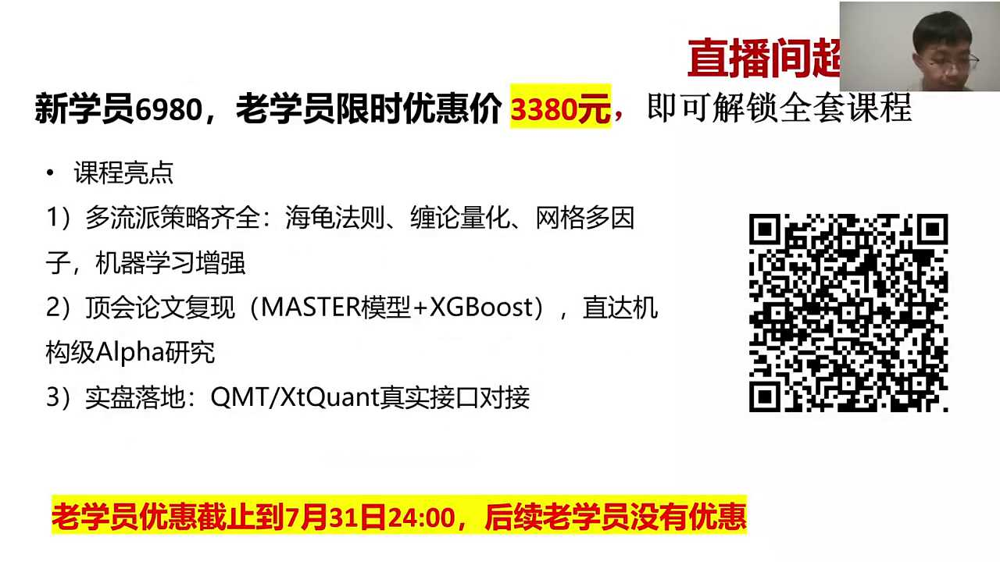 直播间超
新学员6980，老学员限时优惠价 3380元，即可解锁全套课程
• 课程亮点
1）多流派策略齐全：海龟法则、缠论量化、网格多因
子，机器学习增强
2）顶会论文复现（MASTER模型+XGBoost），直达机
构级Alpha研究
3）实盘落地：QMT/XtQuant真实接口对接
老学员优惠截止到7月31日24:00，后续老学员没有优惠